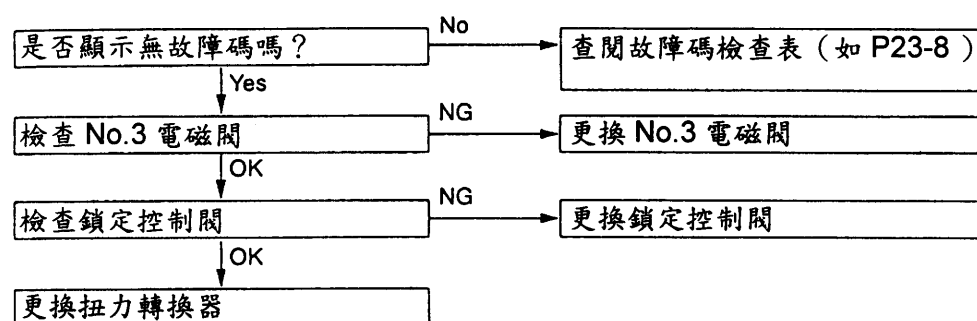 是否顯示無故障碼嗎？
No
查閱故障碼檢查表（如 P23-8 ）
Yes
檢查 No.3 電磁閥
NG
更換 No.3 電磁閥
OK
檢查鎖定控制閥
NG
更換鎖定控制閥
OK
更換扭力轉換器